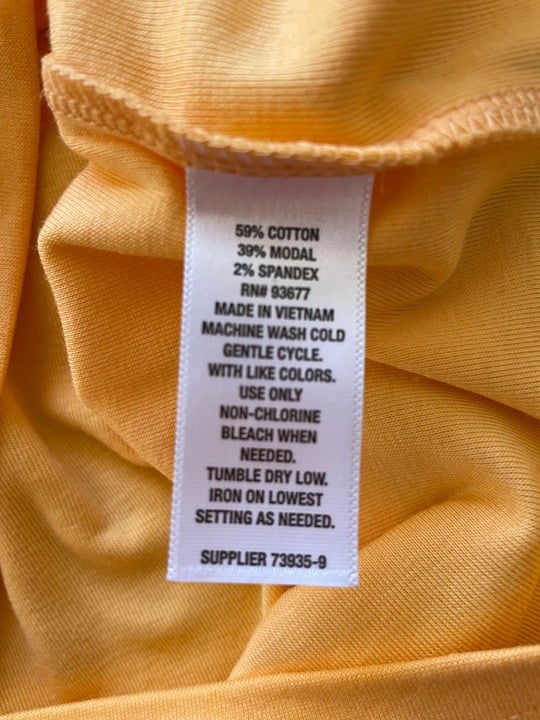 59% COTTON
39% MODAL
2% SPANDEX
RN# 93677
MADE IN VIETNAM
MACHINE WASH COLD
GENTLE CYCLE.
WITH LIKE COLORS.
USE ONLY
NON-CHLORINE
BLEACH WHEN
NEEDED.
TUMBLE DRY LOW.
IRON ON LOWEST
SETTING AS NEEDED.
SUPPLIER 73935-9